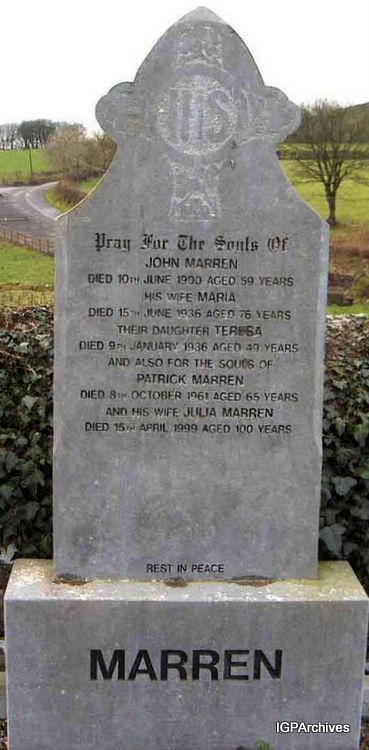 IHS
Pray For The Souls Of
JOHN MARREN
DIED 10TH JUNE 1900 AGED 59 YEARS
HIS WIFE MARIA
DIED 15TH JUNE 1936 AGED 76 YEARS
THEIR DAUGHTER TERESA
DIED 9TH JANUARY 1936 AGED 49 YEARS
AND ALSO FOR THE SOULS OF
PATRICK MARREN
DIED 8TH OCTOBER 1961 AGED 65 YEARS
AND HIS WIFE JULIA MARREN
DIED 15TH APRIL 1999 AGED 100 YEARS
REST IN PEACE
MARREN
IGPArchives